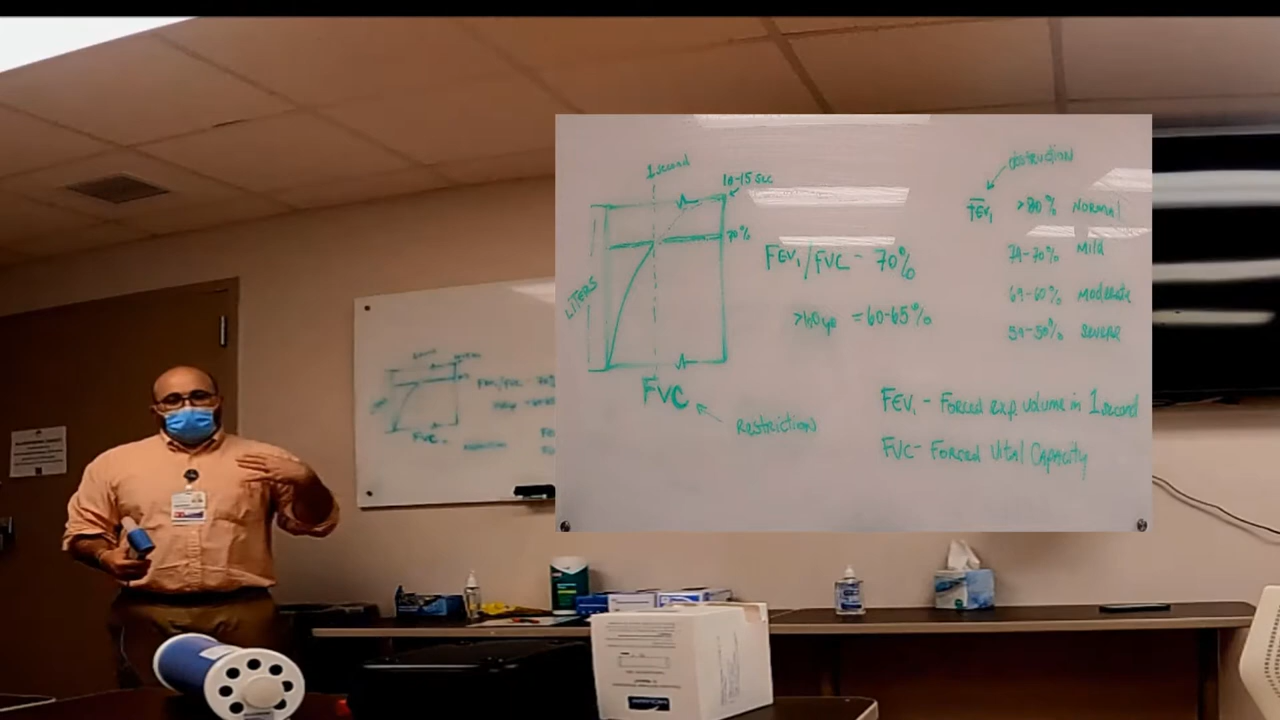 1 second
10-15 sec
70%
LITERS
FVC
RESTRICTION
FEV1/FVC - 70%
>60yo = 60-65%
obstruction
FEV1 >80% Normal
79-70% Mild
69-60% Moderate
59-50% severe
FEV1 - Forced exp. volume in 1 second
FVC - Forced Vital Capacity